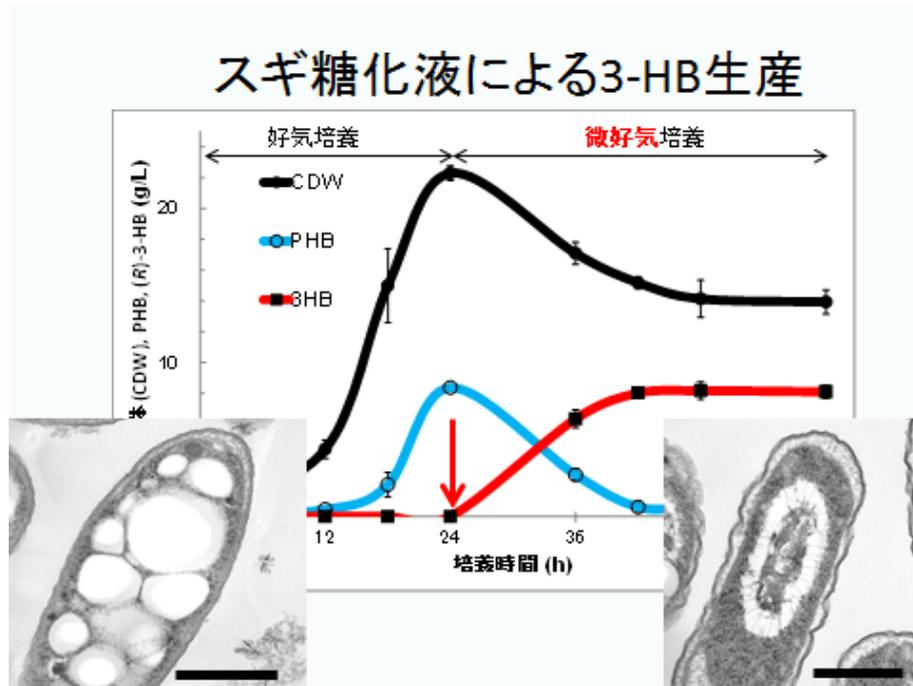 スギ糖化液による3-HB生産
好気培養
微好気培養
CDW
PHB
3HB
(CDW), PHB, (R)-3-HB (g/L)
20
10
12
24
36
培養時間 (h)